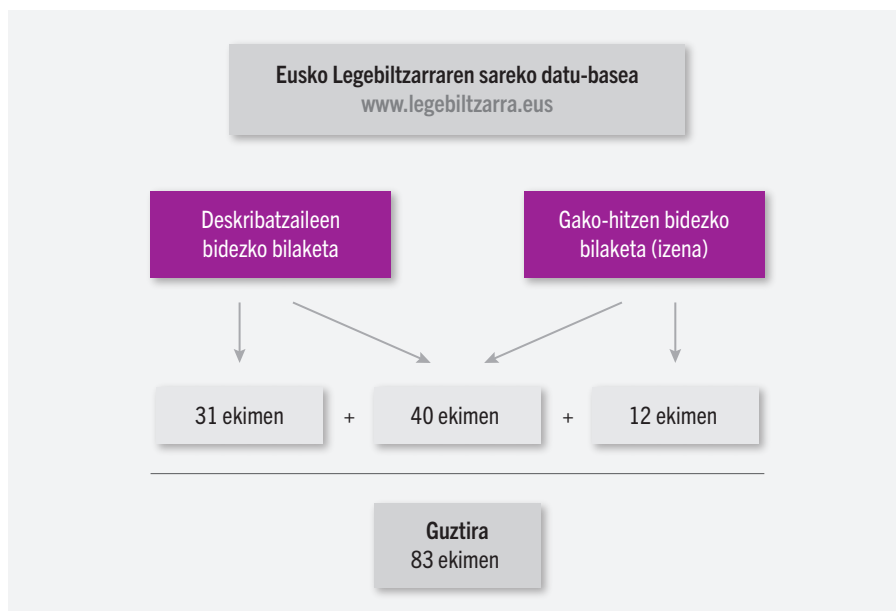 Eusko Legebiltzarraren sareko datu-basea
www.legebiltzarra.eus
Deskribatzaileen
bidezko bilaketa
Gako-hitzen bidezko
bilaketa (izena)
31 ekimen + 40 ekimen + 12 ekimen
Guztira
83 ekimen